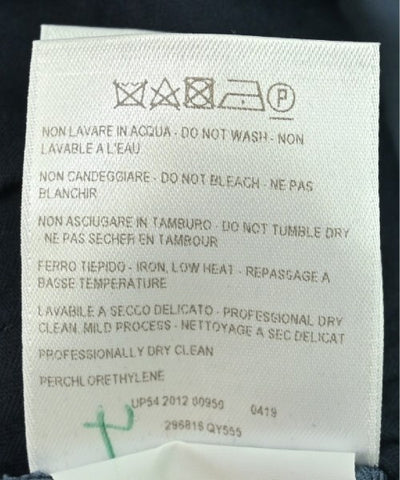 P
NON LAVARE IN ACQUA - DO NOT WASH - NON
LAVABLE A L'EAU
NON CANDEGGIARE - DO NOT BLEACH - NE PAS
BLANCHIR
NON ASCIUGARE IN TAMBURO - DO NOT TUMBLE DRY
NE PAS SECHER EN TAMBOUR
FERRO TIEPIDO - IRON, LOW HEAT - REPASSAGE A
BASSE TEMPERATURE
LAVABILE A SECCO DELICATO - PROFESSIONAL DRY
CLEAN, MILD PROCESS - NETTOYAGE A SEC DELICAT
PROFESSIONALLY DRY CLEAN
PERCHLORETHYLENE
UP54 2012 00950 0419
296816 QY555